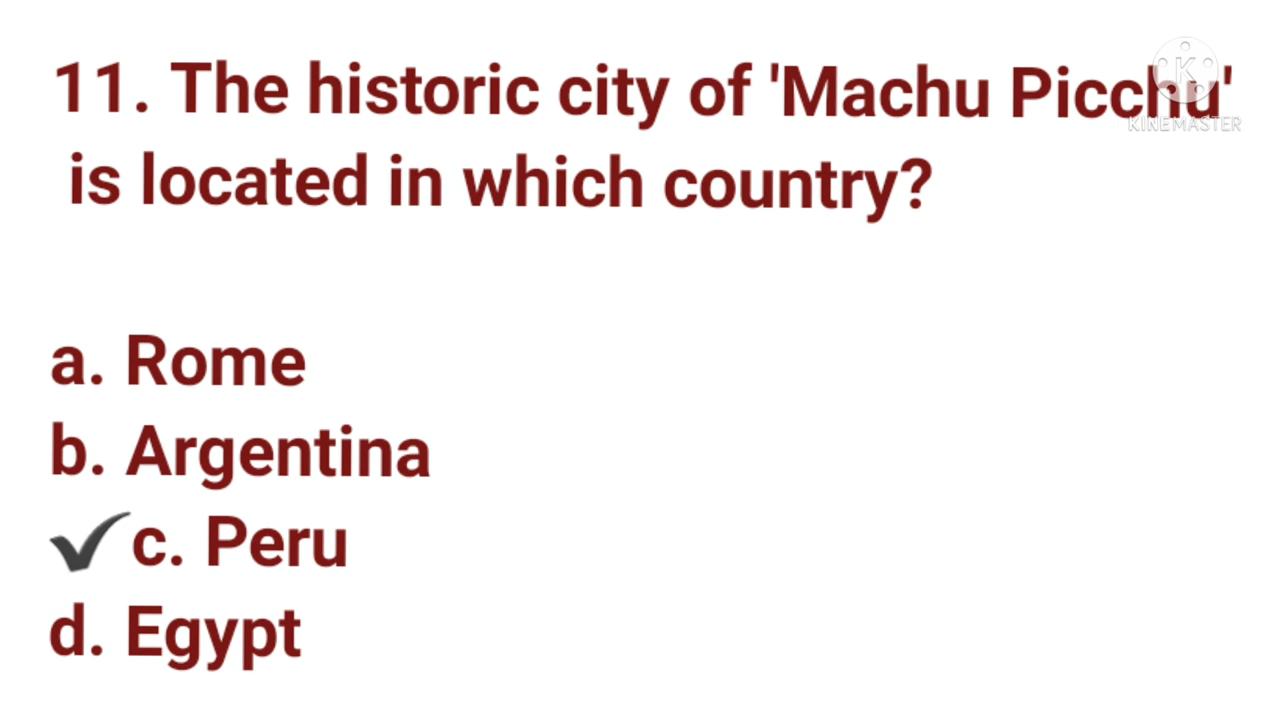 11. The historic city of 'Machu Picchu'
is located in which country?
a. Rome
b. Argentina
✔c. Peru
d. Egypt
K
KINEMASTER